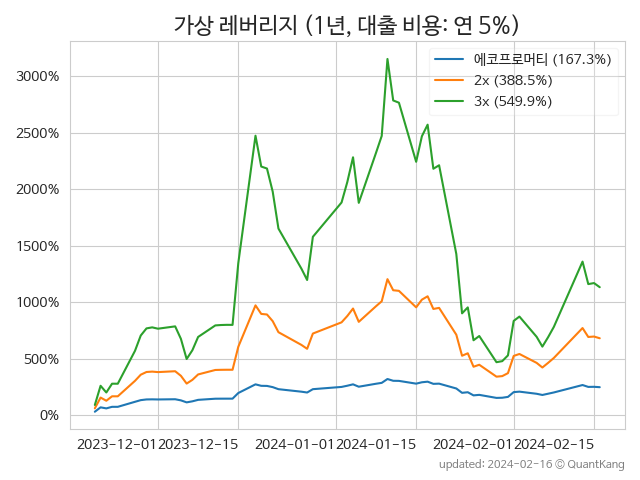 가상 레버리지 (1년, 대출 비용: 연 5%)
에코프로머티 (167.3%)
2x (388.5%)
3x (549.9%)
3000%
2500%
2000%
1500%
1000%
500%
0%
2023-12-01
2023-12-15
2024-01-01
2024-01-15
2024-02-01
2024-02-15
updated: 2024-02-16 © QuantKang